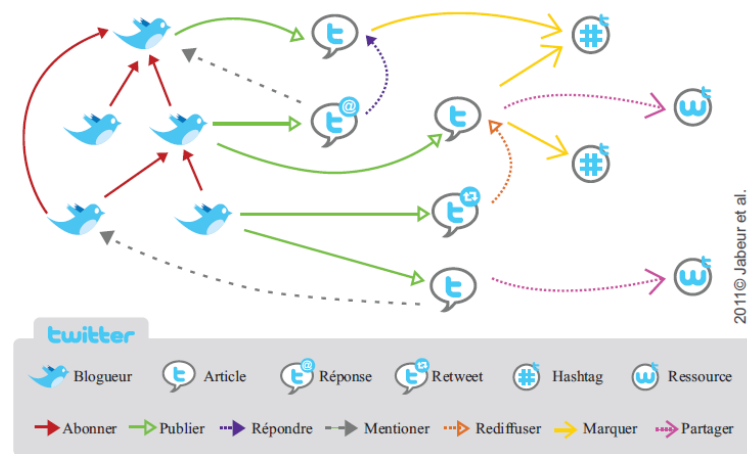 2011© Jabeur et al.
twitter
Blogueur Article Réponse Retweet Hashtag Ressource
Abonner Publier Répondre Mentioner Rediffuser Marquer Partager